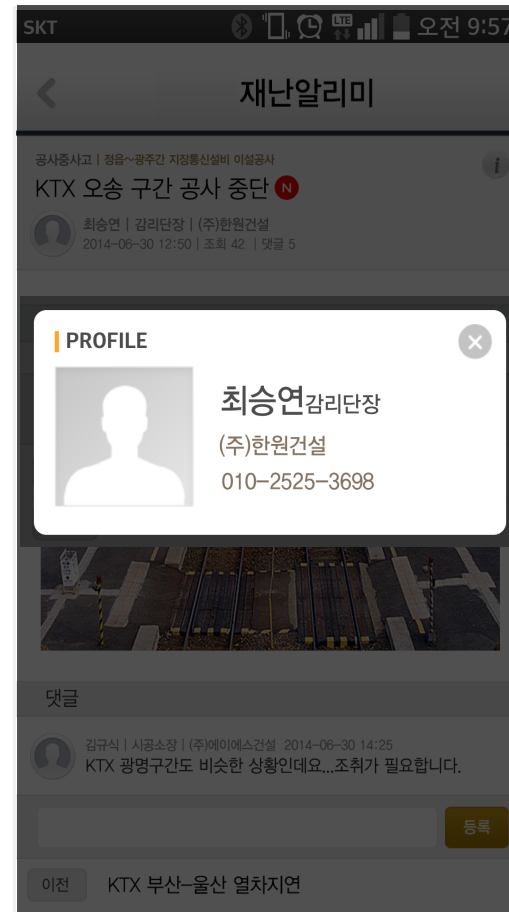 SKT LTE 오전 9:57
재난알리미
공사중사고 | 정읍~광주간 지장통신설비 이설공사
KTX 오송 구간 공사 중단 N
최승연 | 감리단장 | (주)한원건설
2014-06-30 12:50 | 조회 42 | 댓글 5
PROFILE
최승연감리단장
(주)한원건설
010-2525-3698
댓글
김규식 | 시공소장 | (주)에이에스건설 2014-06-30 14:25
KTX 광명구간도 비슷한 상황인데요...조취가 필요합니다.
등록
이전 KTX 부산-울산 열차지연